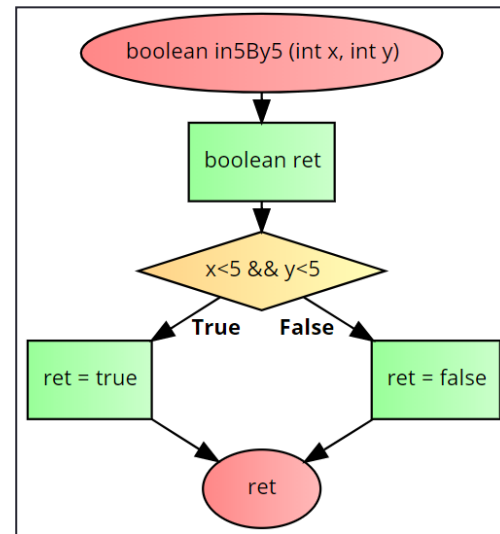 boolean in5By5 (int x, int y)
boolean ret
x<5 && y<5
True
False
ret = true
ret = false
ret